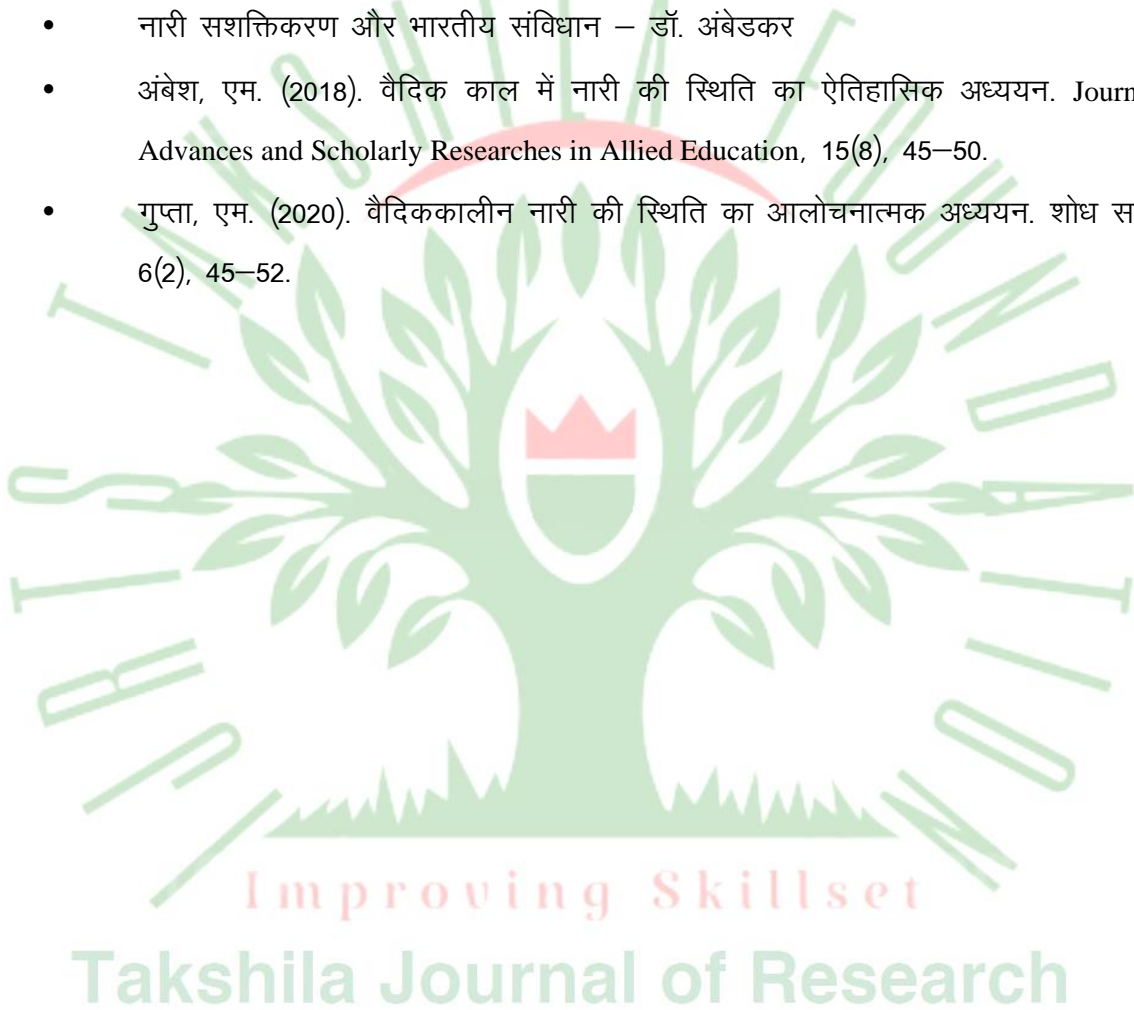 • नारी सशक्तिकरण और भारतीय संविधान – डॉ. अंबेडकर
• अंबेश, एम. (2018). वैदिक काल में नारी की स्थिति का ऐतिहासिक अध्ययन. Journ
Advances and Scholarly Researches in Allied Education, 15(8), 45–50.
• गुप्ता, एम. (2020). वैदिककालीन नारी की स्थिति का आलोचनात्मक अध्ययन. शोध स
6(2), 45–52.
Improving Skillset
Takshila Journal of Research